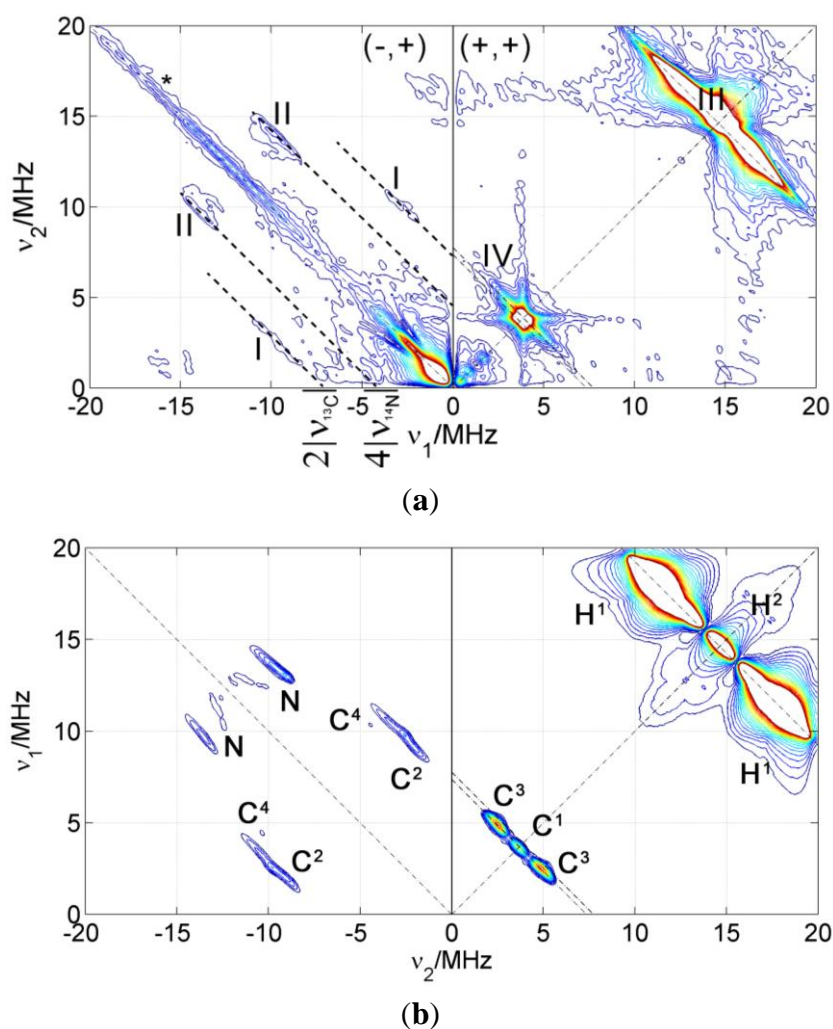 20
15
10
5
0
ν₂/MHz
(-,+)
(+,+)
*
II
I
III
II
IV
I
-20
-15
-10
-5
0
5
10
15
20
2|ν₁₃C|
4|ν₁₄N|
ν₁/MHz
(a)
20
15
10
5
0
ν₁/MHz
H¹
H²
N
N
C⁴
C²
H¹
C³
C¹
C⁴
C²
C³
-20
-15
-10
-5
0
5
10
15
20
ν₂/MHz
(b)